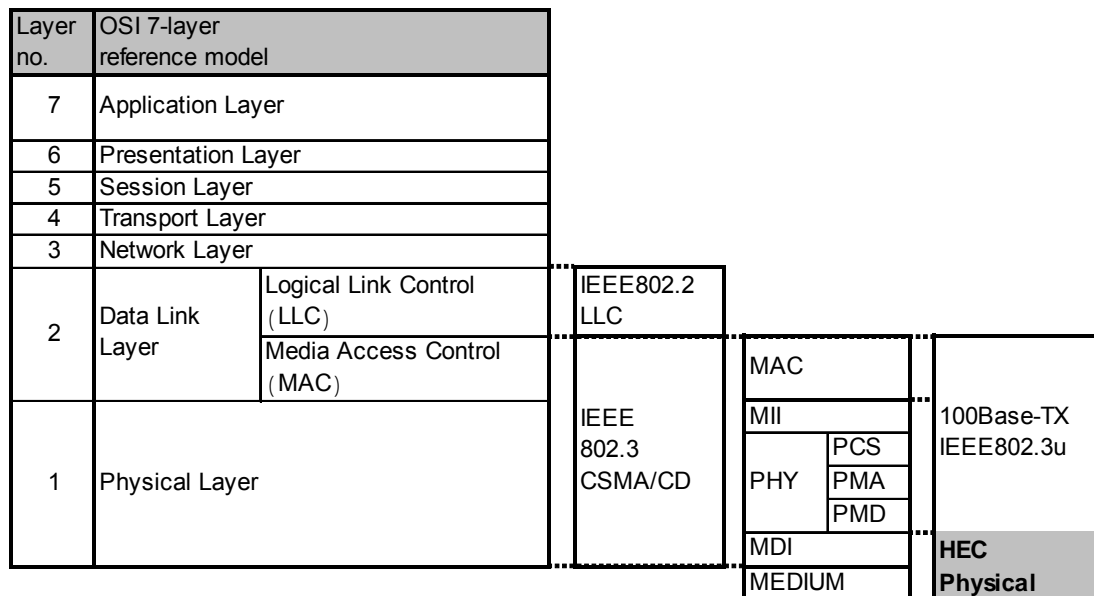 Layer no.
OSI 7-layer
reference model
7 Application Layer
6 Presentation Layer
5 Session Layer
4 Transport Layer
3 Network Layer
2
Data Link
Layer
Logical Link Control
(LLC)
Media Access Control
(MAC)
1 Physical Layer
IEEE802.2
LLC
IEEE
802.3
CSMA/CD
MAC
MII
PHY
PCS
PMA
PMD
MDI
MEDIUM
100Base-TX
IEEE802.3u
HEC
Physical